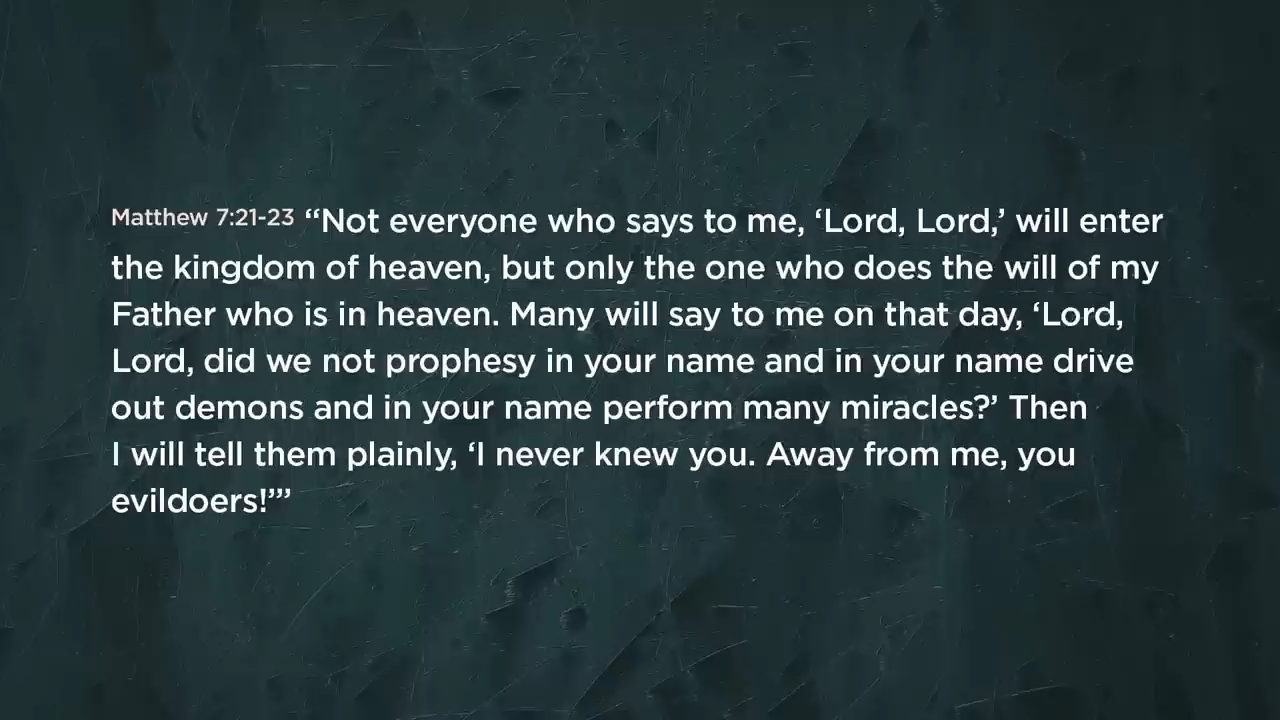 Matthew 7:21-23 “Not everyone who says to me, ‘Lord, Lord,’ will enter
the kingdom of heaven, but only the one who does the will of my
Father who is in heaven. Many will say to me on that day, ‘Lord,
Lord, did we not prophesy in your name and in your name drive
out demons and in your name perform many miracles?’ Then
I will tell them plainly, ‘I never knew you. Away from me, you
evildoers!’”